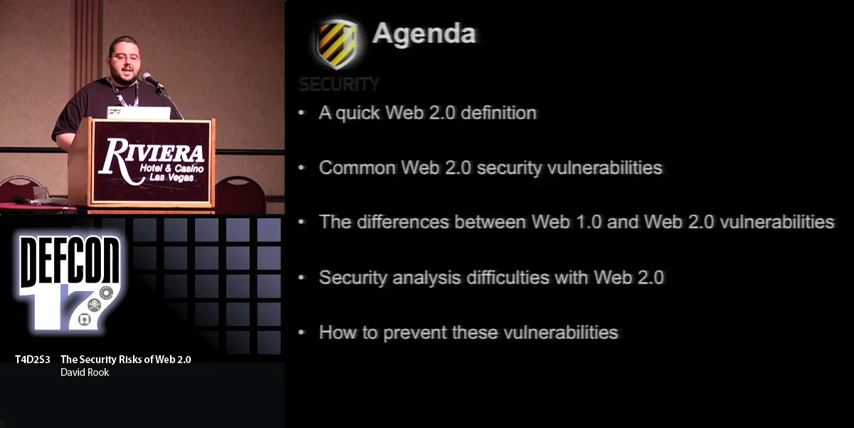 Agenda
SECURITY
• A quick Web 2.0 definition
• Common Web 2.0 security vulnerabilities
• The differences between Web 1.0 and Web 2.0 vulnerabilities
• Security analysis difficulties with Web 2.0
• How to prevent these vulnerabilities
RIVIERA
Hotel & Casino
Las Vegas
DEFCON
17
T4D2S3 The Security Risks of Web 2.0
David Rook